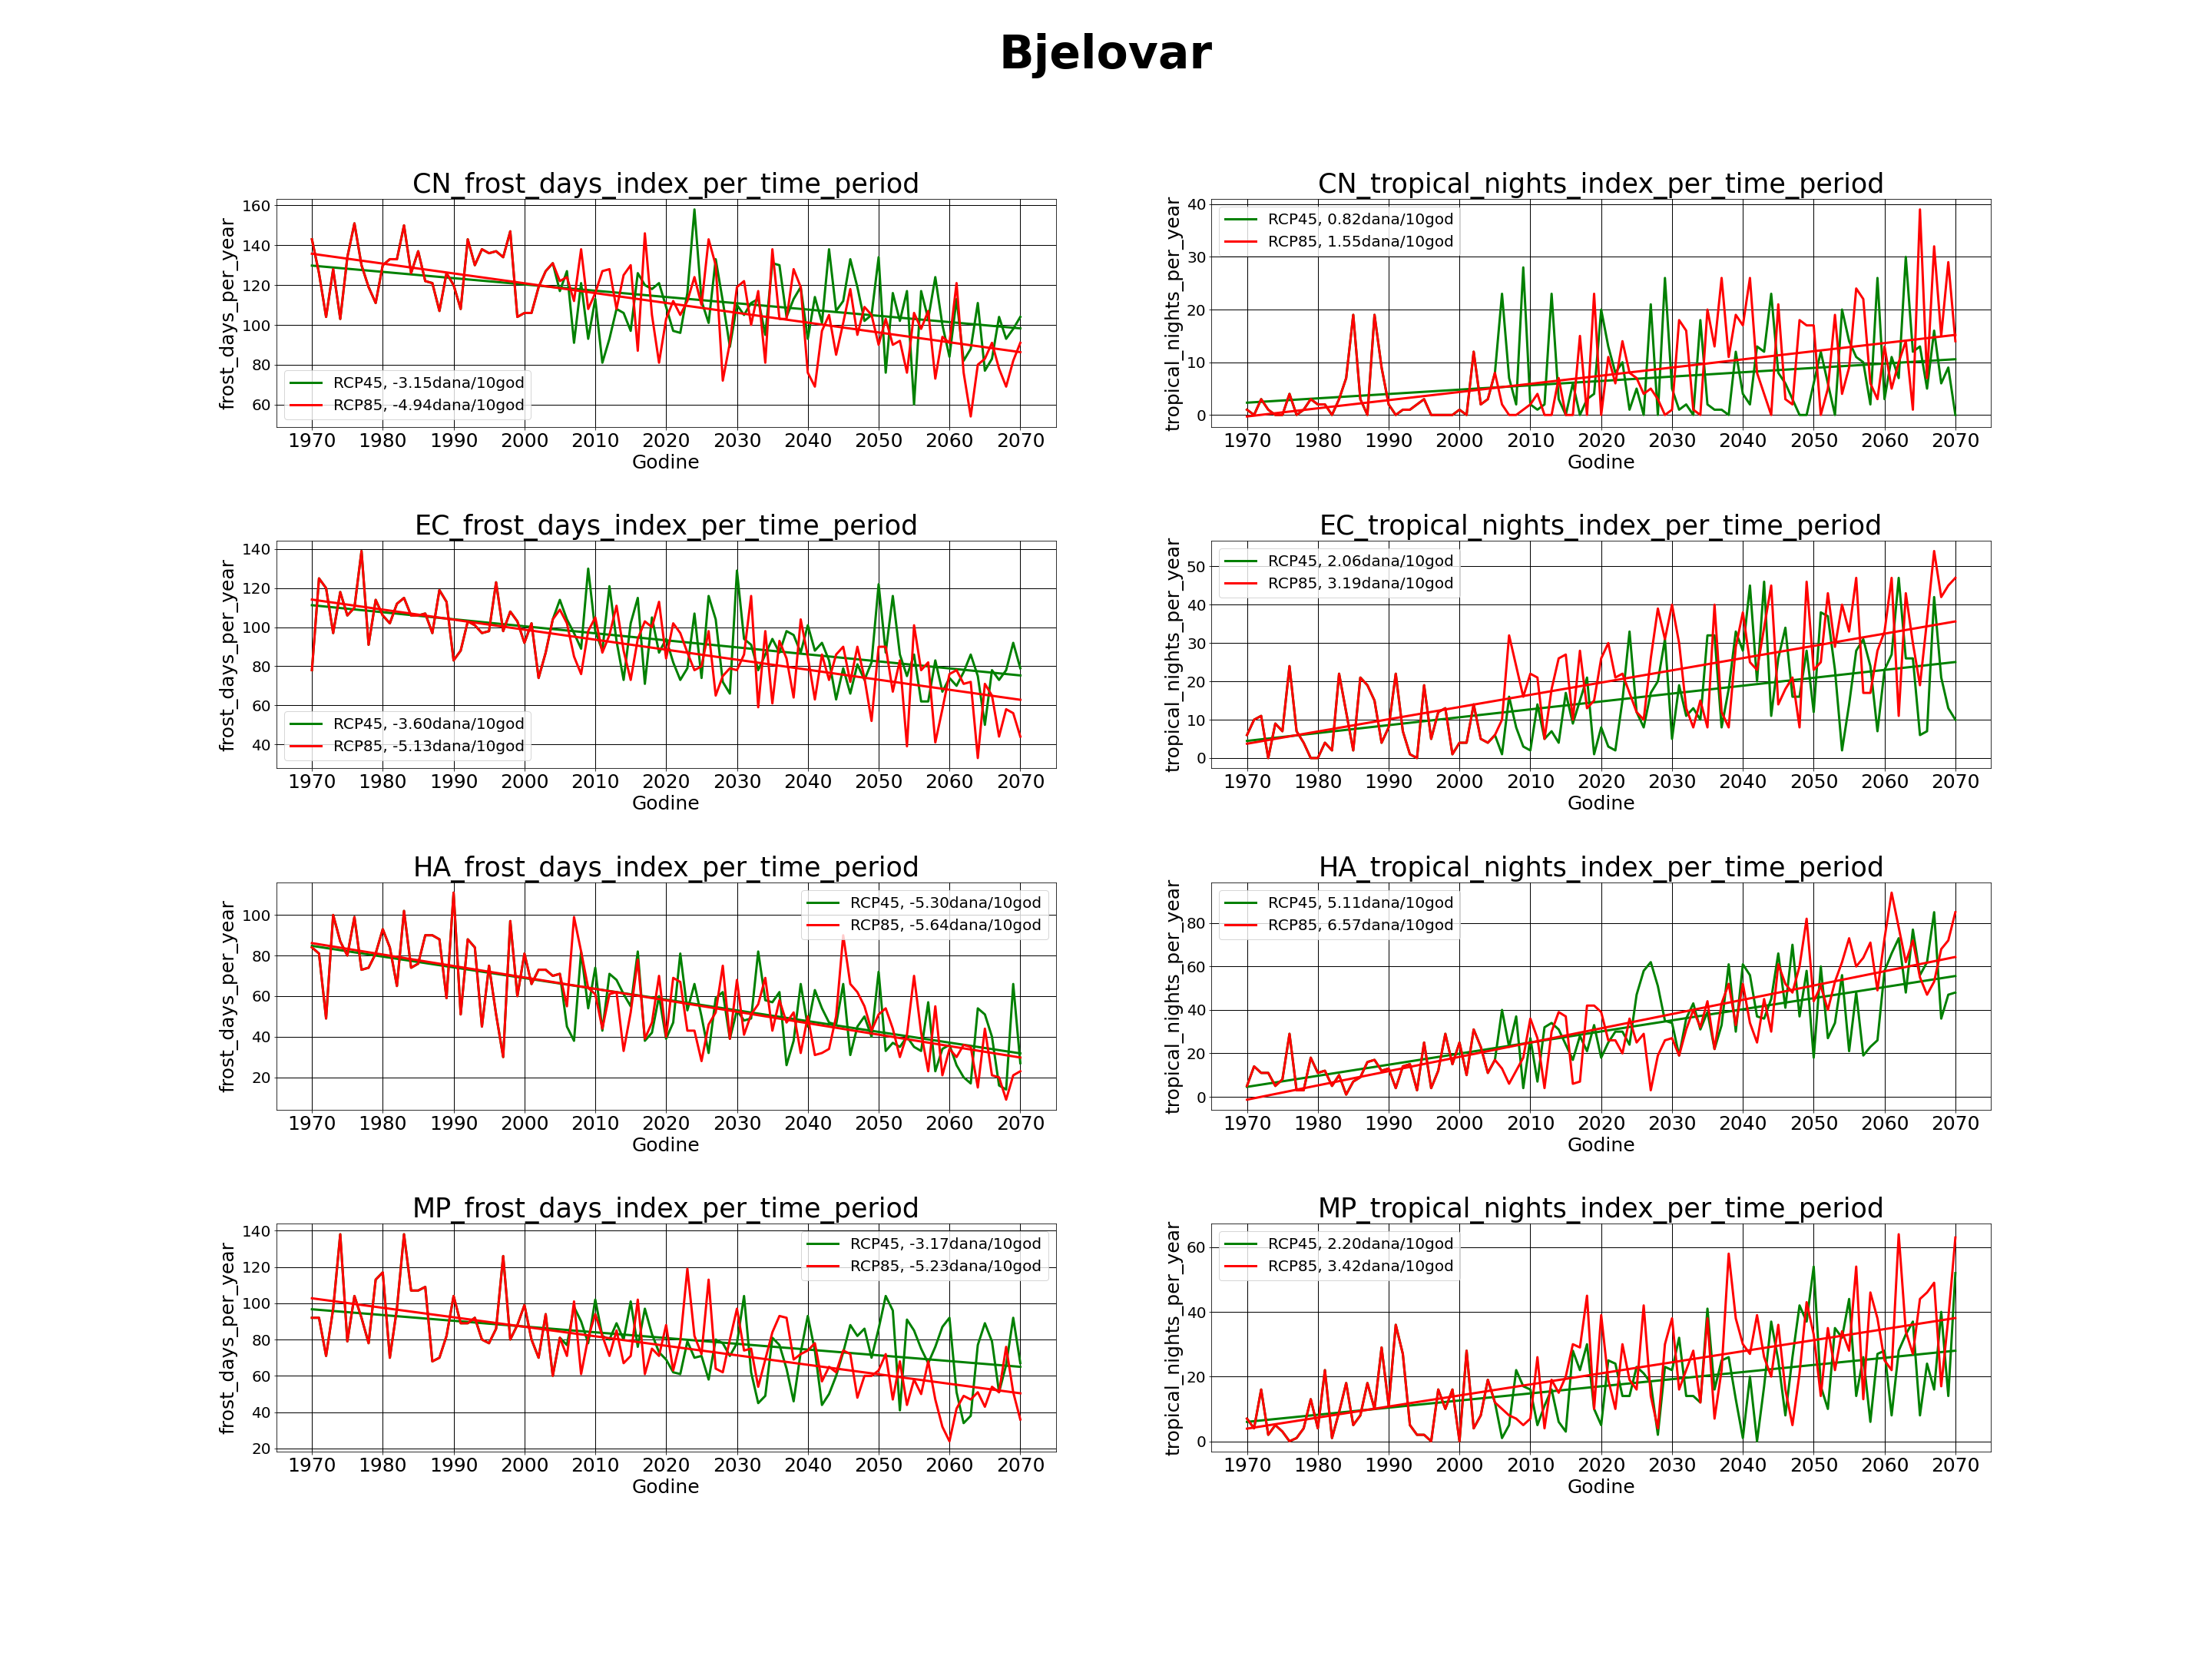 Bjelovar
CN_frost_days_index_per_time_period
frost_days_per_year
160
140
120
100
80
60
RCP45, -3.15dana/10god
RCP85, -4.94dana/10god
1970 1980 1990 2000 2010 2020 2030 2040 2050 2060 2070
Godine
CN_tropical_nights_index_per_time_period
tropical_nights_per_year
40
30
20
10
0
RCP45, 0.82dana/10god
RCP85, 1.55dana/10god
1970 1980 1990 2000 2010 2020 2030 2040 2050 2060 2070
Godine
EC_frost_days_index_per_time_period
frost_days_per_year
140
120
100
80
60
40
RCP45, -3.60dana/10god
RCP85, -5.13dana/10god
1970 1980 1990 2000 2010 2020 2030 2040 2050 2060 2070
Godine
EC_tropical_nights_index_per_time_period
tropical_nights_per_year
50
40
30
20
10
0
RCP45, 2.06dana/10god
RCP85, 3.19dana/10god
1970 1980 1990 2000 2010 2020 2030 2040 2050 2060 2070
Godine
HA_frost_days_index_per_time_period
frost_days_per_year
100
80
60
40
20
RCP45, -5.30dana/10god
RCP85, -5.64dana/10god
1970 1980 1990 2000 2010 2020 2030 2040 2050 2060 2070
Godine
HA_tropical_nights_index_per_time_period
tropical_nights_per_year
80
60
40
20
0
RCP45, 5.11dana/10god
RCP85, 6.57dana/10god
1970 1980 1990 2000 2010 2020 2030 2040 2050 2060 2070
Godine
MP_frost_days_index_per_time_period
frost_days_per_year
140
120
100
80
60
40
20
RCP45, -3.17dana/10god
RCP85, -5.23dana/10god
1970 1980 1990 2000 2010 2020 2030 2040 2050 2060 2070
Godine
MP_tropical_nights_index_per_time_period
tropical_nights_per_year
60
40
20
0
RCP45, 2.20dana/10god
RCP85, 3.42dana/10god
1970 1980 1990 2000 2010 2020 2030 2040 2050 2060 2070
Godine